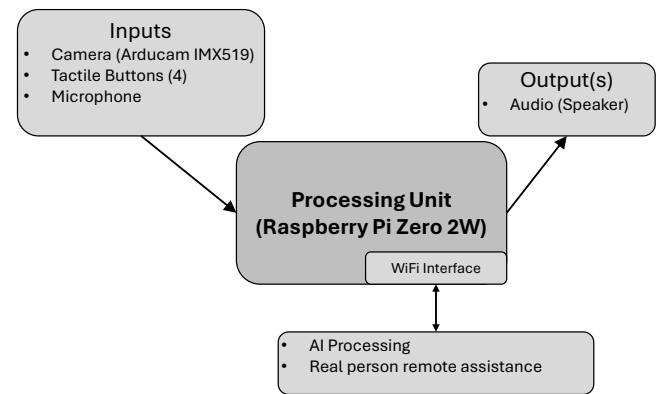 Inputs
• Camera (Arducam IMX519)
• Tactile Buttons (4)
• Microphone
Output(s)
• Audio (Speaker)
Processing Unit
(Raspberry Pi Zero 2W)
WiFi Interface
• AI Processing
• Real person remote assistance